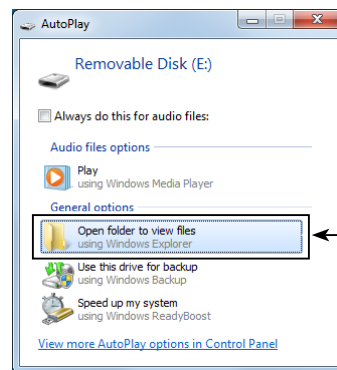 AutoPlay
Removable Disk (E:)
Always do this for audio files:
Audio files options
Play
using Windows Media Player
General options
Open folder to view files
using Windows Explorer
Use this drive for backup
using Windows Backup
Speed up my system
using Windows ReadyBoost
View more AutoPlay options in Control Panel